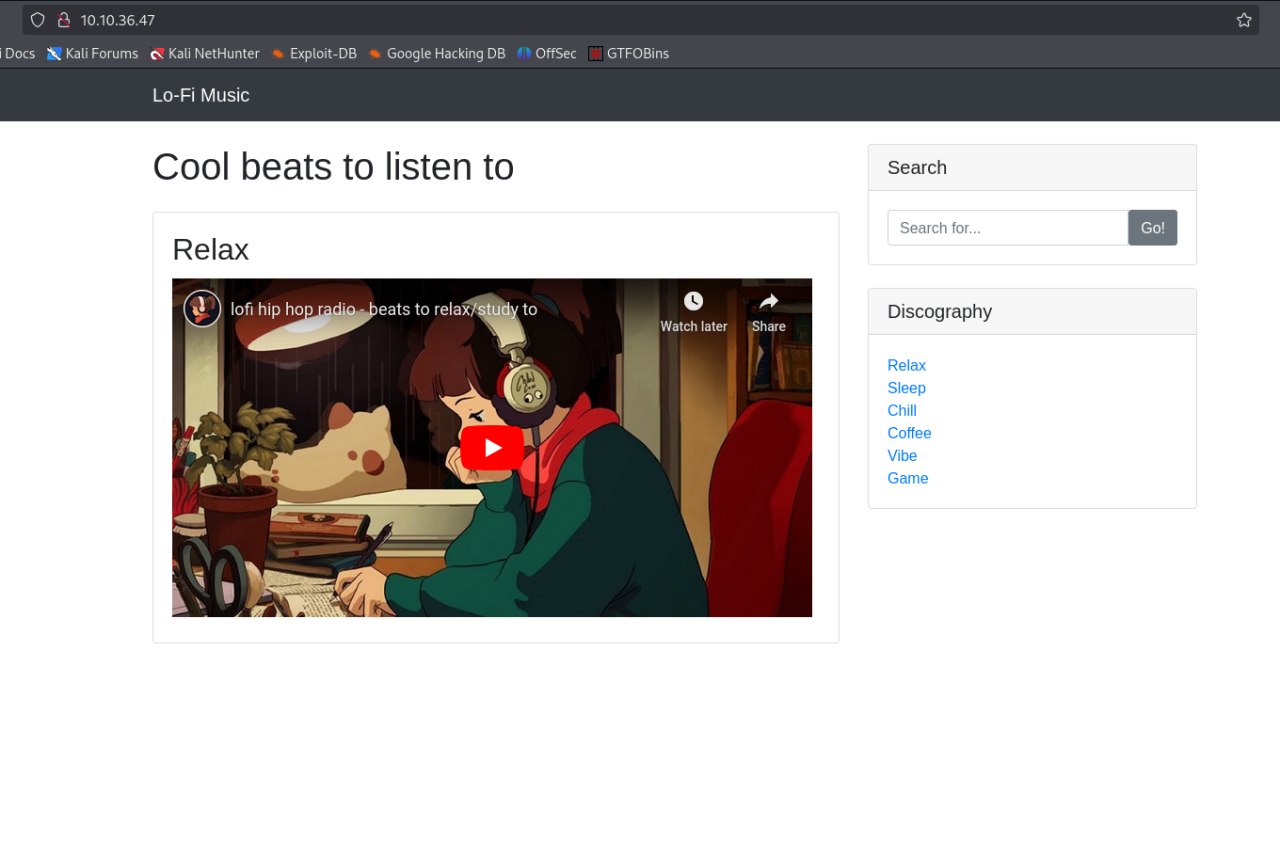 10.10.36.47
i Docs Kali Forums Kali NetHunter Exploit-DB Google Hacking DB OffSec GTFOBins
Lo-Fi Music
Cool beats to listen to
Relax
lofi hip hop radio - beats to relax/study to
Watch later Share
Search
Search for... Go!
Discography
Relax
Sleep
Chill
Coffee
Vibe
Game